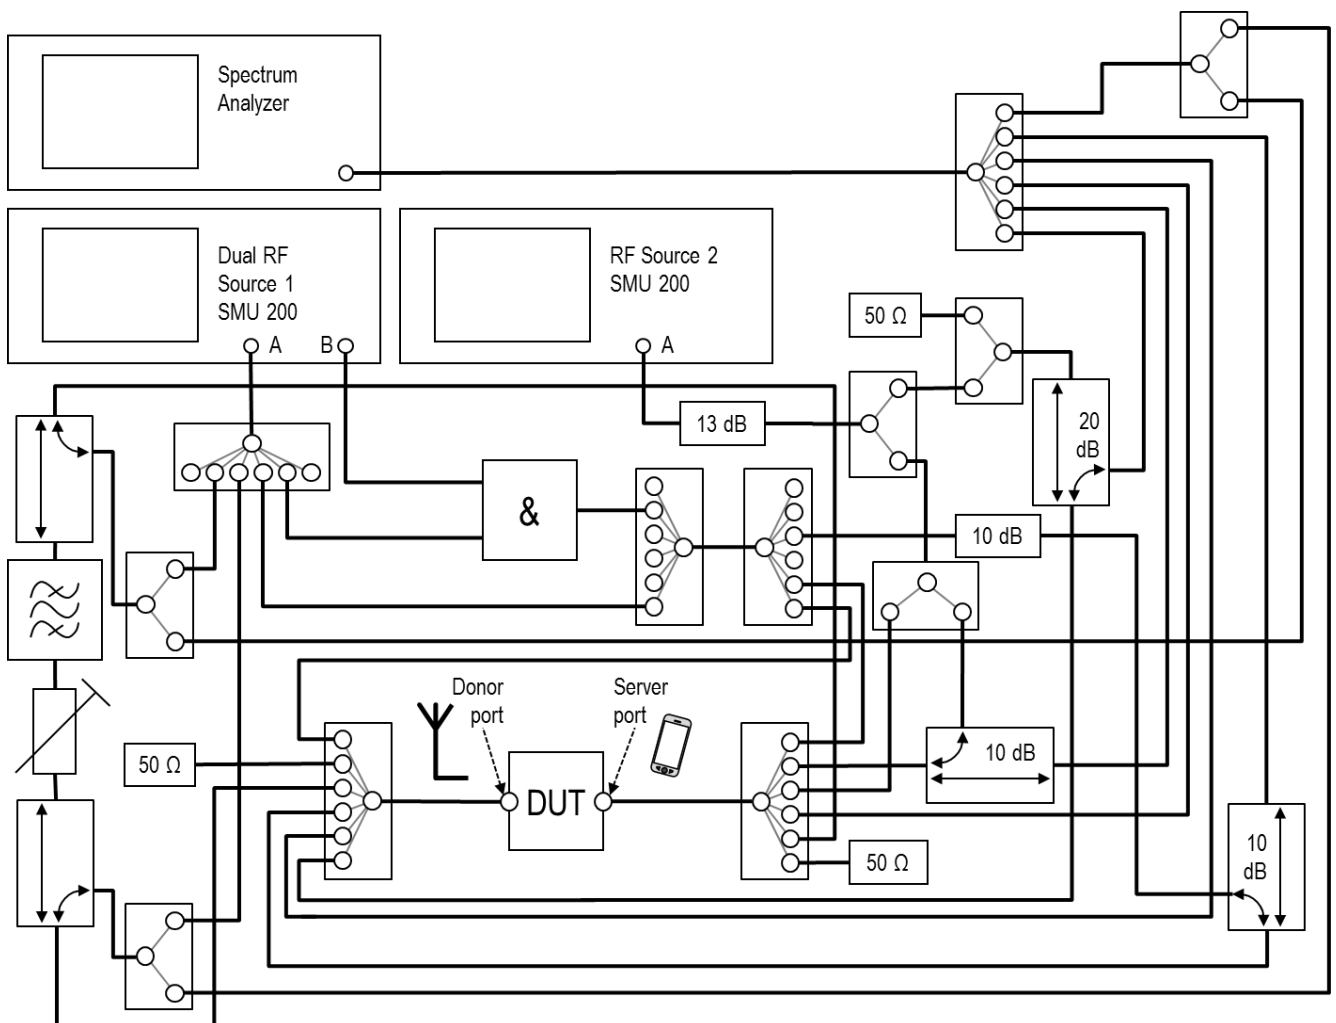 Spectrum
Analyzer
Dual RF
Source 1
SMU 200
A
B
RF Source 2
SMU 200
A
50 Ω
13 dB
20
dB
&
10 dB
Donor
port
Server
port
50 Ω
10 dB
DUT
50 Ω
10
dB